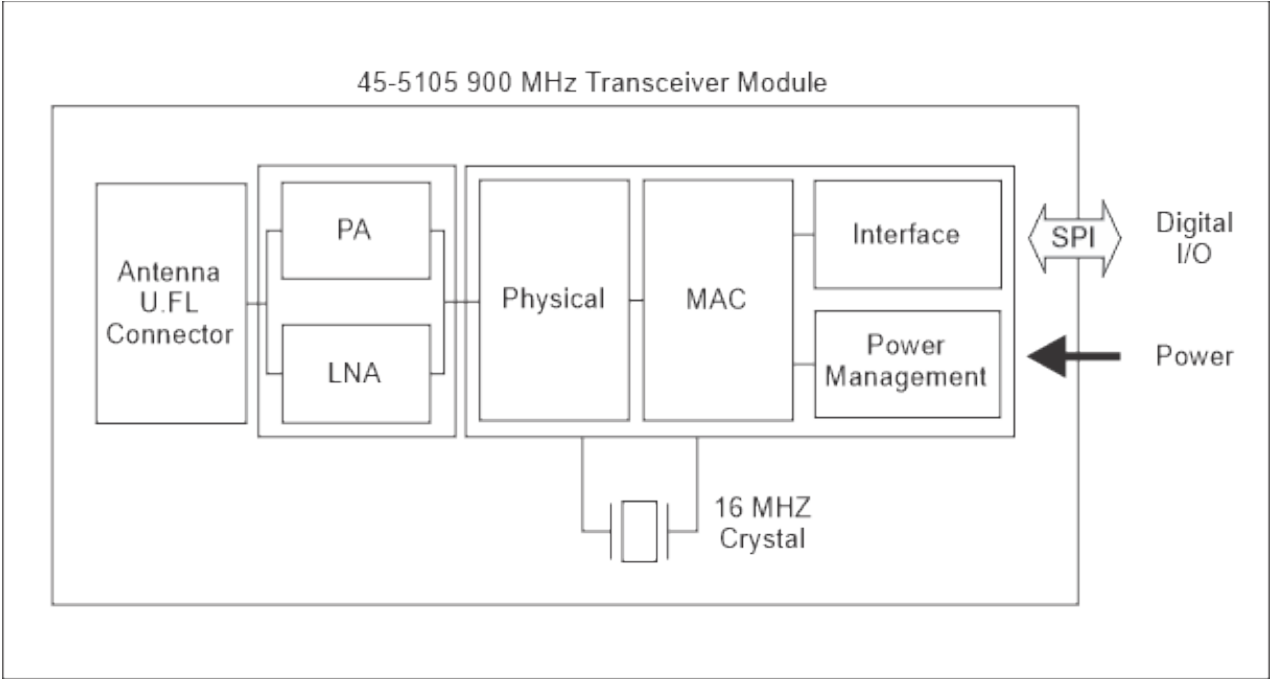 45-5105 900 MHz Transceiver Module
Antenna
U.FL
Connector
PA
LNA
Physical
MAC
Interface
Power
Management
SPI
Digital
I/O
Power
16 MHZ
Crystal